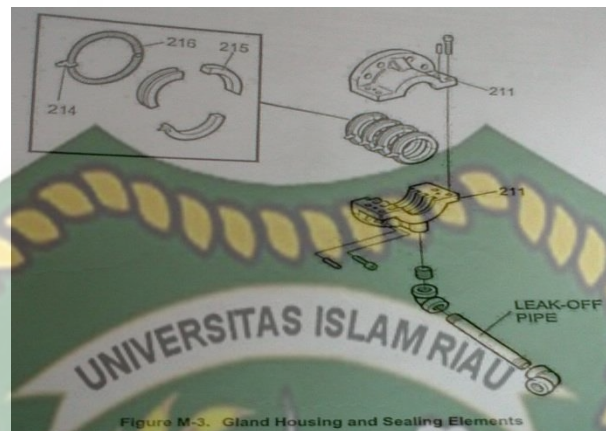 216
215
214
211
211
LEAK-OFF
PIPE
UNIVERSITAS ISLAM RIAU
Figure M-3. Gland Housing and Sealing Elements